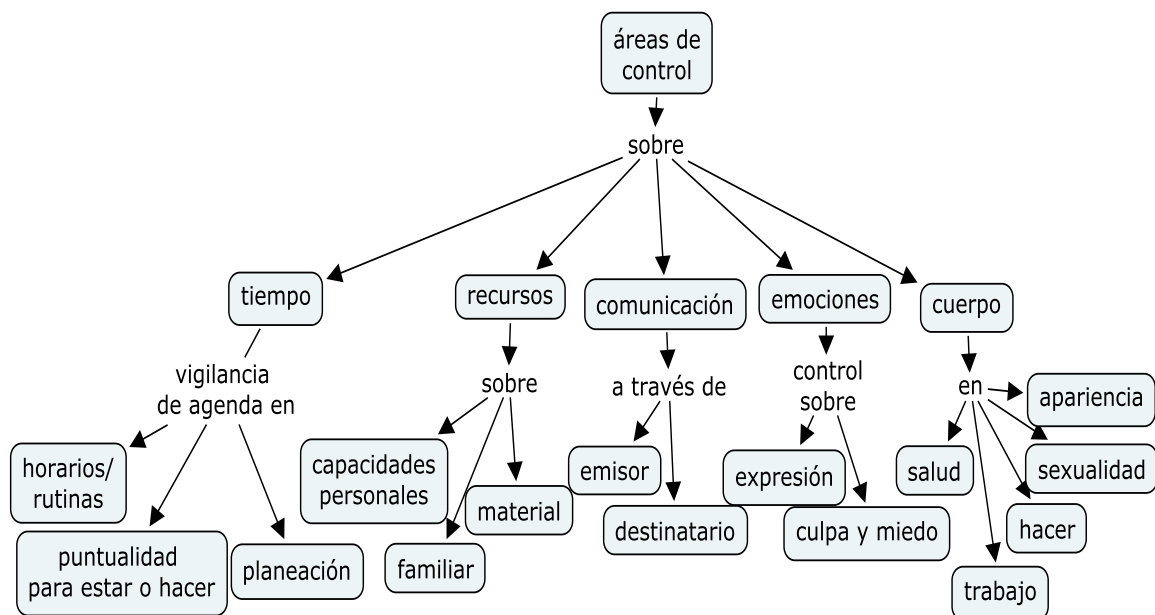 áreas de
control
sobre
tiempo
recursos
comunicación
emociones
cuerpo
vigilancia
de agenda en
sobre
a través de
control
sobre
en
horarios/
rutinas
puntualidad
para estar o hacer
planeación
capacidades
personales
familiar
material
emisor
destinatario
expresión
culpa y miedo
salud
trabajo
hacer
sexualidad
apariencia